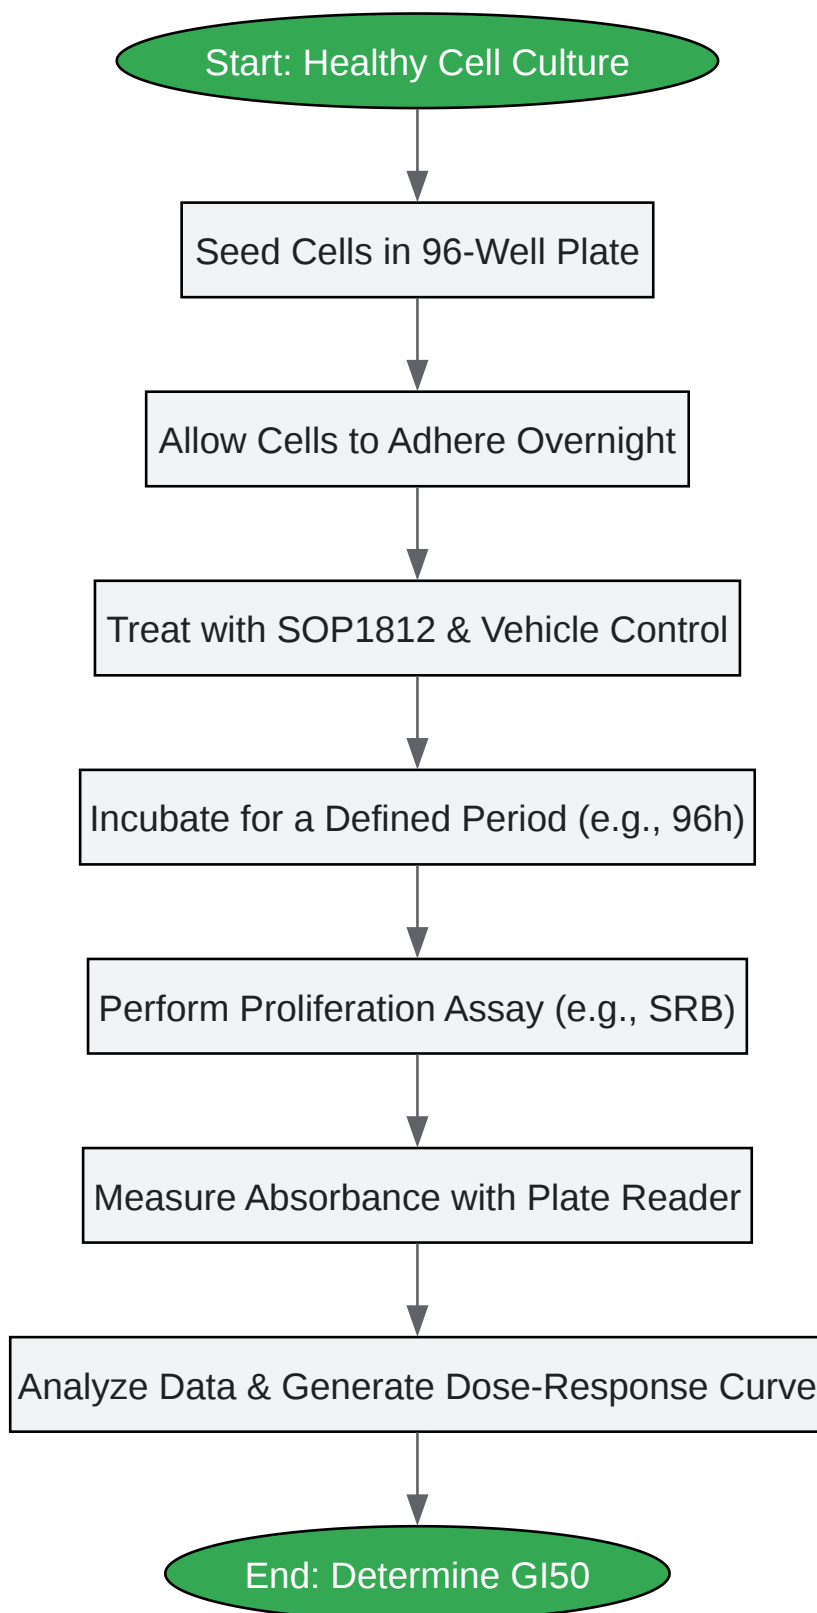 Start: Healthy Cell Culture
Seed Cells in 96-Well Plate
Allow Cells to Adhere Overnight
Treat with SOP1812 & Vehicle Control
Incubate for a Defined Period (e.g., 96h)
Perform Proliferation Assay (e.g., SRB)
Measure Absorbance with Plate Reader
Analyze Data & Generate Dose-Response Curve
End: Determine GI50